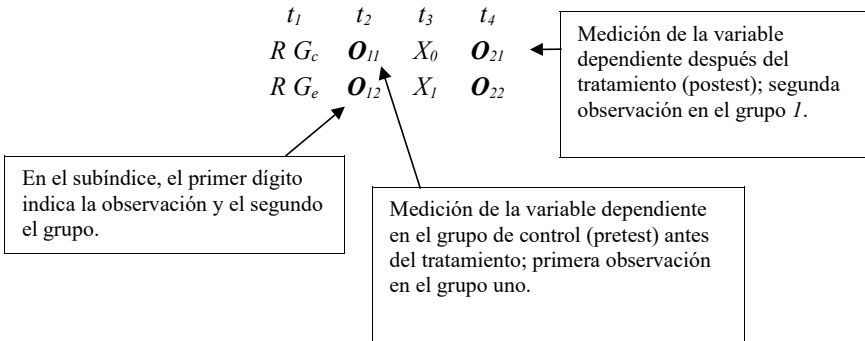 t1 t2 t3 t4
R Gc O11 X0 O21
R Ge O12 X1 O22
Medición de la variable
dependiente después del
tratamiento (postest); segunda
observación en el grupo 1.
En el subíndice, el primer dígito
indica la observación y el segundo
el grupo.
Medición de la variable dependiente
en el grupo de control (pretest) antes
del tratamiento; primera observación
en el grupo uno.